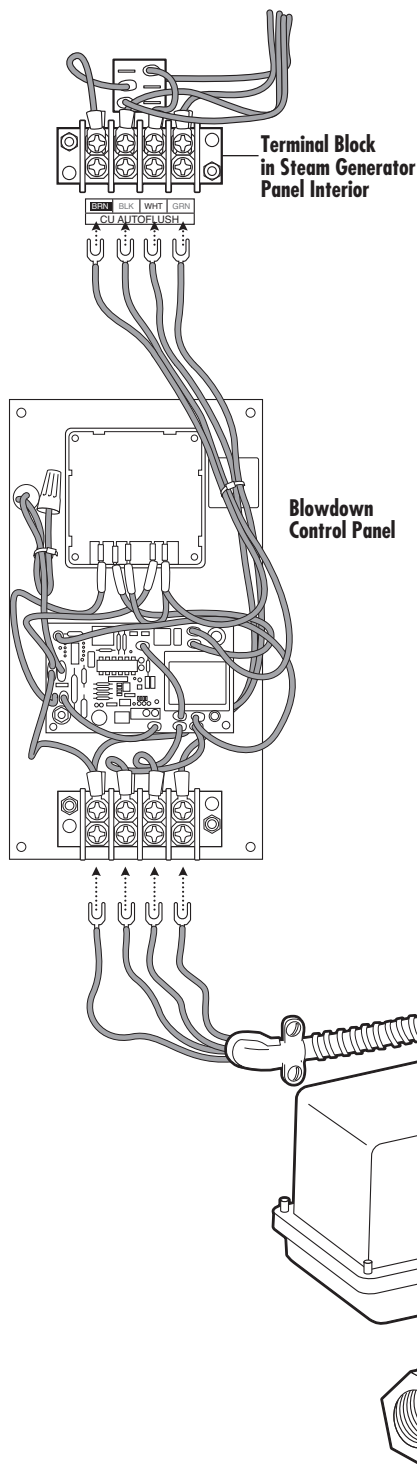 Terminal Block
in Steam Generator
Panel Interior
BRN BLK WHT GRN
CU AUTOFLUSH
Blowdown
Control Panel